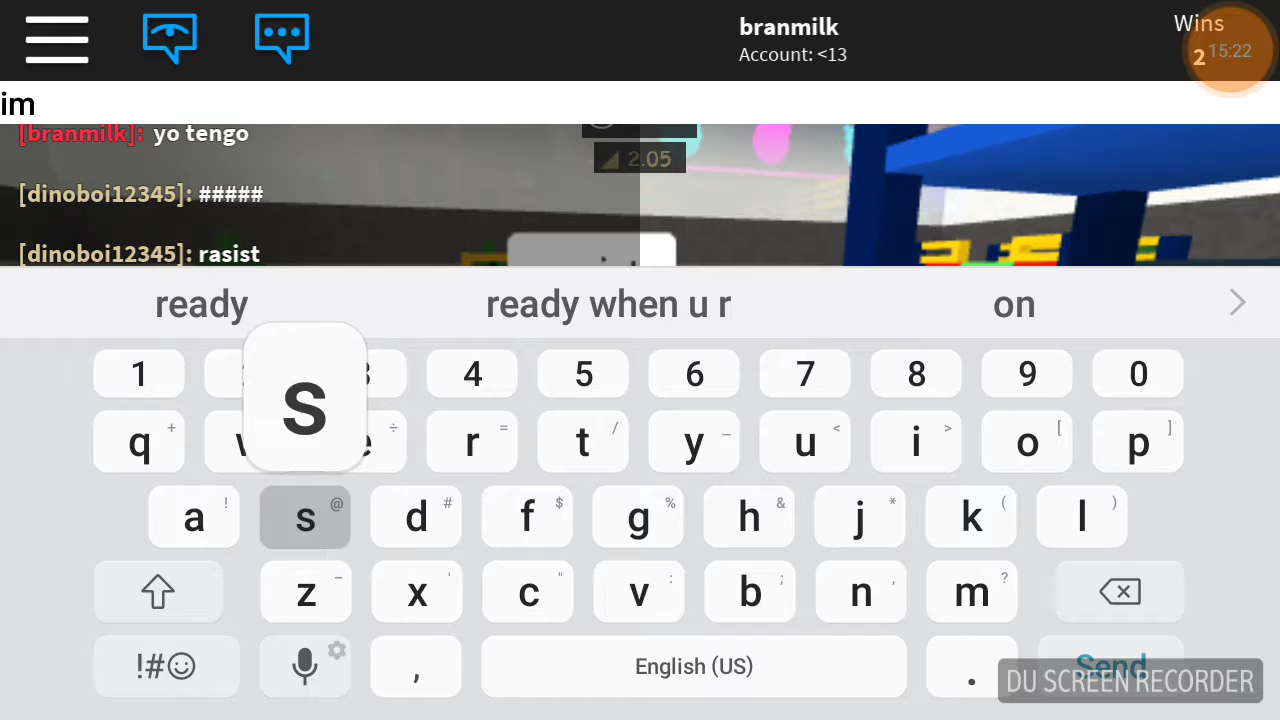 branmilk
Account: <13
Wins
2 15:22
im
[branmilk]: yo tengo
2.05
[dinoboi12345]: #####
[dinoboi12345]: rasist
ready
ready when u r
on
s
1 3 4 5 6 7 8 9 0
q + w e ÷ r = t / y _ u < i > o [ p ]
a ! s @ d # f $ g % h & j * k ( l )
z - x ' c " v : b ; n , m ?
!#☺ , English (US) . Send
DU SCREEN RECORDER